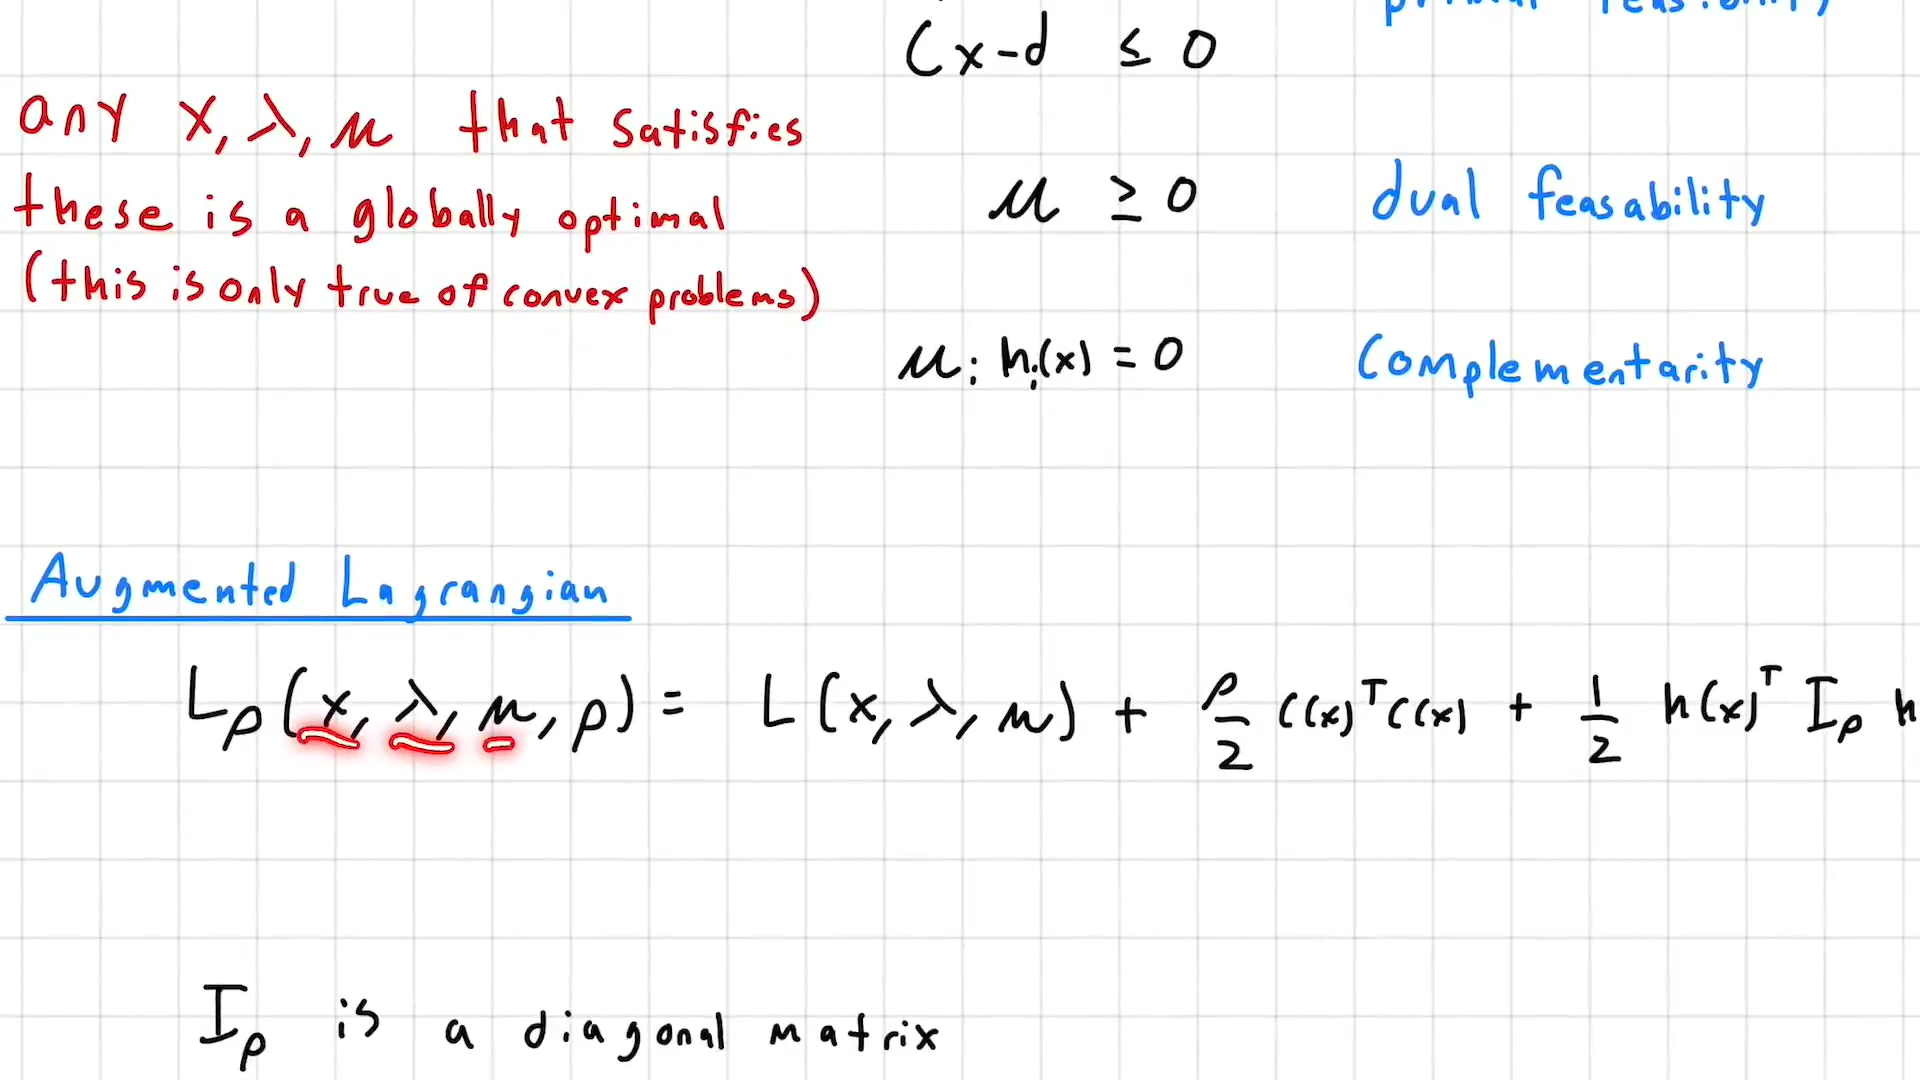 Cx-d ≤ 0
any x, λ, μ that satisfies
these is a globally optimal
(this is only true of convex problems)
μ ≥ 0 dual feasability
μᵢ hᵢ(x) = 0 Complementarity
Augmented Lagrangian
Lρ(x, λ, μ, ρ) = L(x, λ, μ) + ρ/2 c(x)ᵀc(x) + 1/2 h(x)ᵀ Iρ h
Iρ is a diagonal matrix